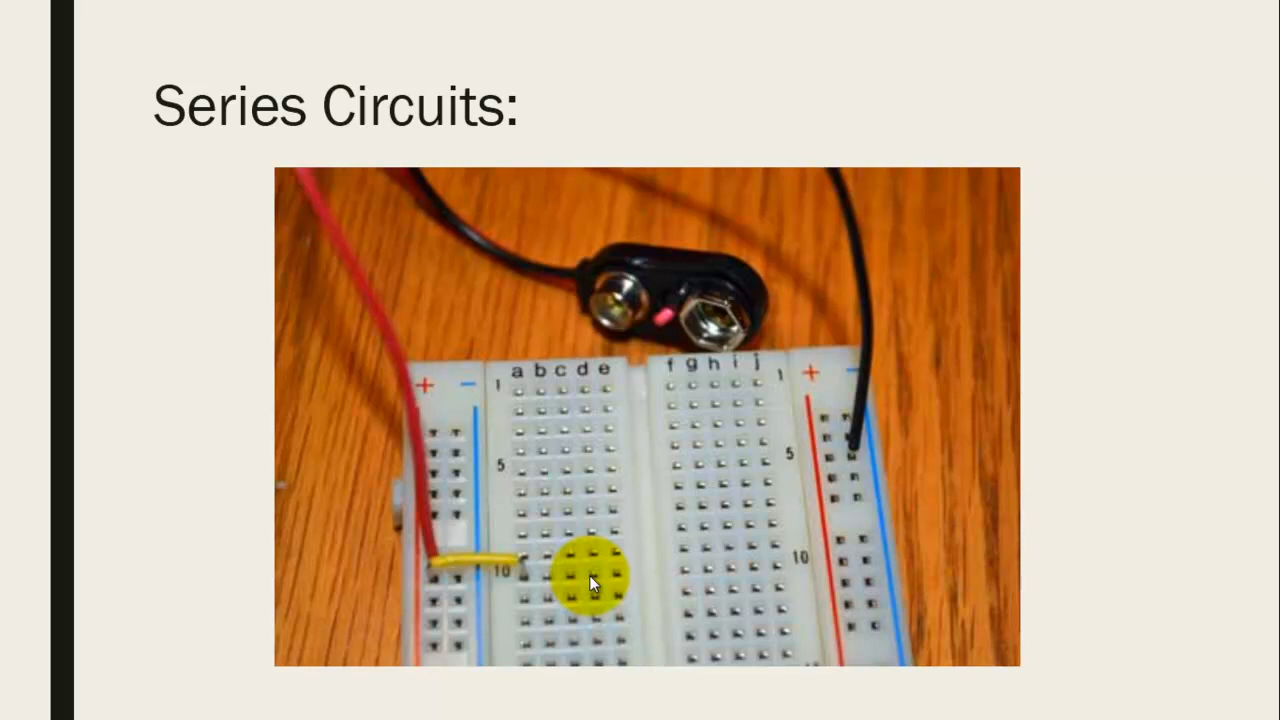 Series Circuits:
+ − a b c d e f g h i j + −
1 1
5 5
10 10